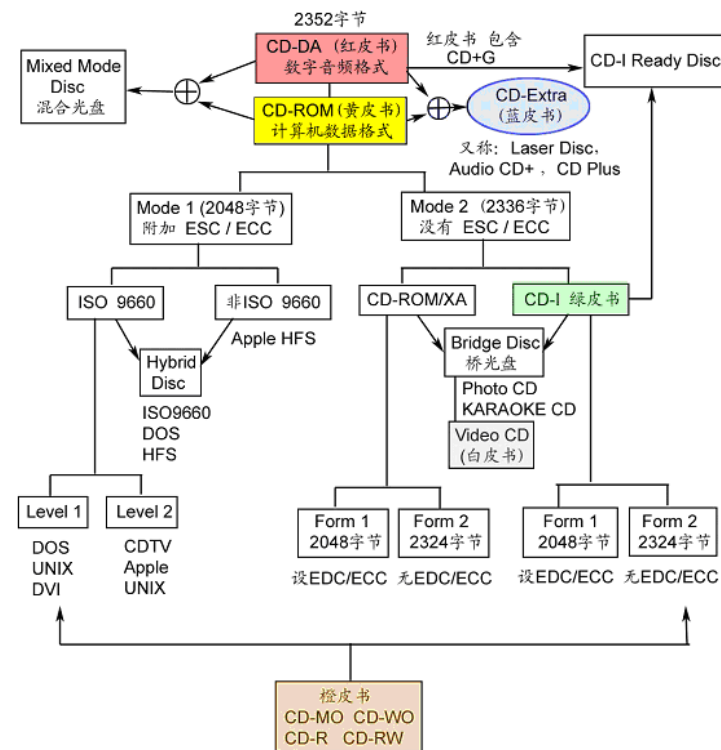 2352字节
CD-DA (红皮书)
数字音频格式
红皮书 包含
CD+G
CD-I Ready Disc
Mixed Mode
Disc
混合光盘
CD-ROM (黄皮书)
计算机数据格式
CD-Extra
(蓝皮书)
又称: Laser Disc,
Audio CD+ , CD Plus
Mode 1 (2048字节)
附加 ESC / ECC
Mode 2 (2336字节)
没有 ESC / ECC
ISO 9660
非ISO 9660
CD-ROM/XA
CD-I 绿皮书
Apple HFS
Hybrid
Disc
Bridge Disc
桥光盘
ISO9660
DOS
HFS
Photo CD
KARAOKE CD
Video CD
(白皮书)
Level 1
Level 2
Form 1
2048字节
Form 2
2324字节
Form 1
2048字节
Form 2
2324字节
DOS
UNIX
DVI
CDTV
Apple
UNIX
设EDC/ECC
无EDC/ECC
设EDC/ECC
无EDC/ECC
橙皮书
CD-MO CD-WO
CD-R CD-RW